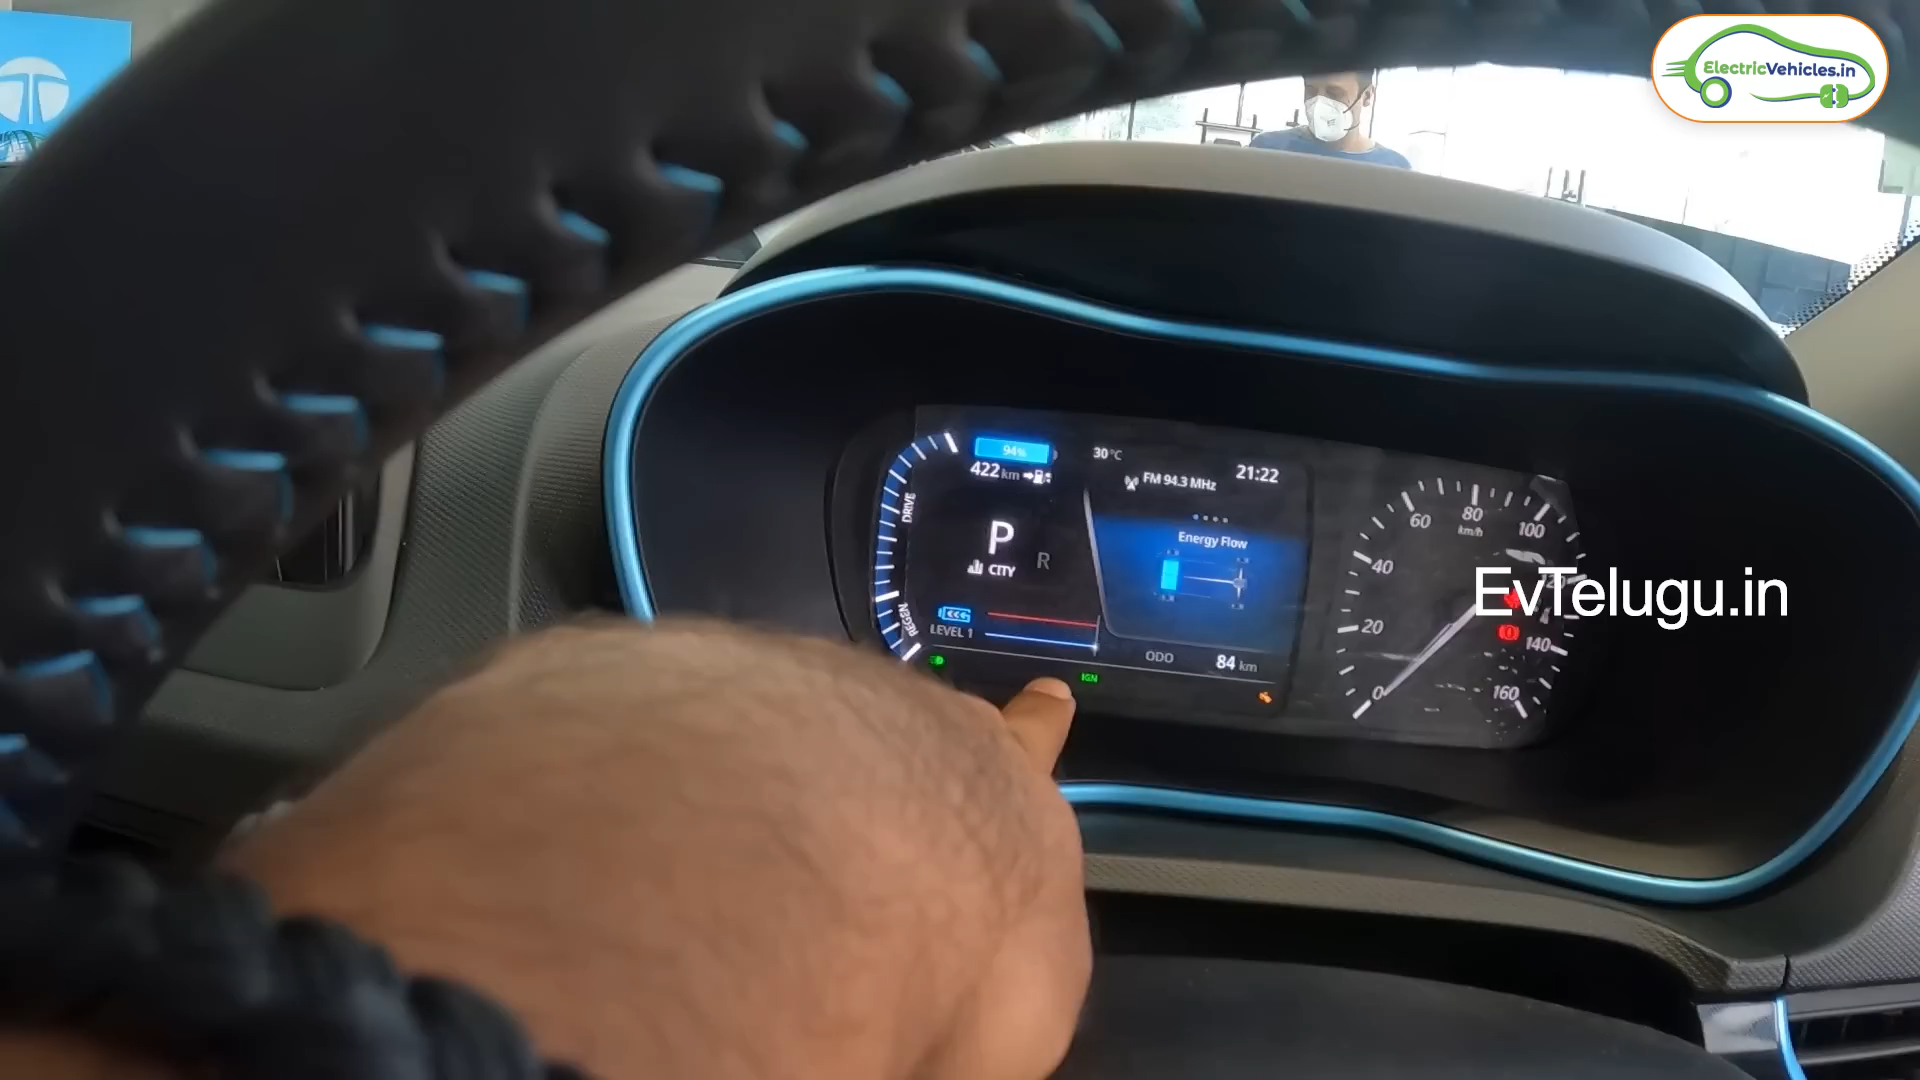 ElectricVehicles.in
94%
422 km
30°C
FM 94.3 MHz
21:22
DRIVE
P
R
CITY
Energy Flow
REGEN
LEVEL 1
ODO 84 km
IGN
0
20
40
60
80
100
120
140
160
km/h
EvTelugu.in